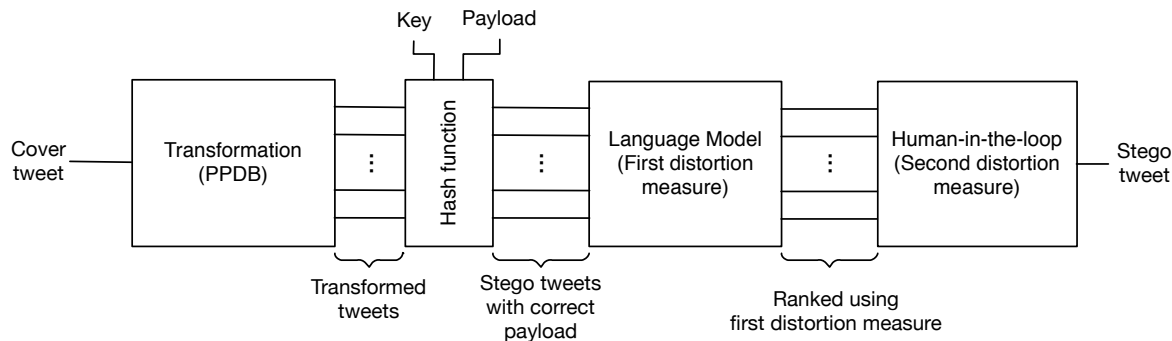 Key
Payload
Cover
tweet
Transformation
(PPDB)
Hash function
Language Model
(First distortion
measure)
Human-in-the-loop
(Second distortion
measure)
Stego
tweet
Transformed
tweets
Stego tweets
with correct
payload
Ranked using
first distortion measure